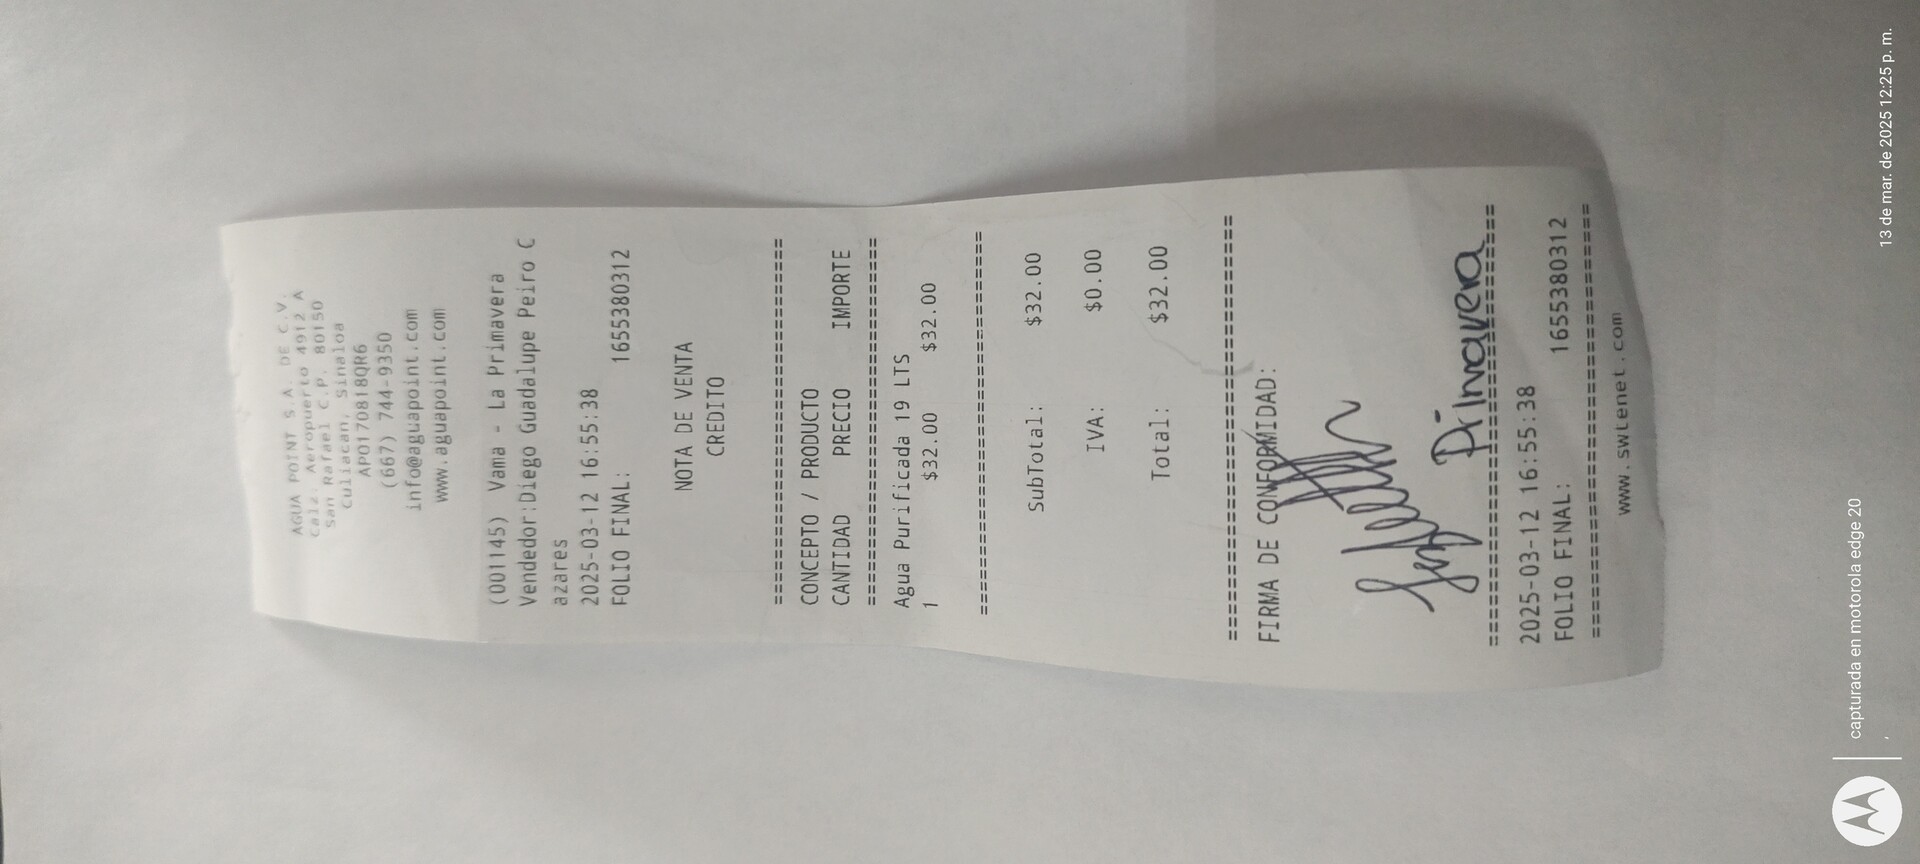 AGUA POINT S.A. DE C.V.
Calz. Aeropuerto 4912 A
San Rafael C.P. 80150
Culiacan, Sinaloa
APO170818QR6
(667) 744-9350
info@aguapoint.com
www.aguapoint.com
(001145) Vama - La Primavera
Vendedor:Diego Guadalupe Peiro C
azares
2025-03-12 16:55:38
FOLIO FINAL: 1655380312
NOTA DE VENTA
CREDITO
================================
CONCEPTO / PRODUCTO
CANTIDAD PRECIO IMPORTE
================================
Agua Purificada 19 LTS
1 $32.00 $32.00
================================
SubTotal: $32.00
IVA: $0.00
Total: $32.00
================================
FIRMA DE CONFORMIDAD:
Primavera
================================
2025-03-12 16:55:38
FOLIO FINAL: 1655380312
================================
www.swtenet.com
capturada en motorola edge 20
,
13 de mar. de 2025 12:25 p. m.